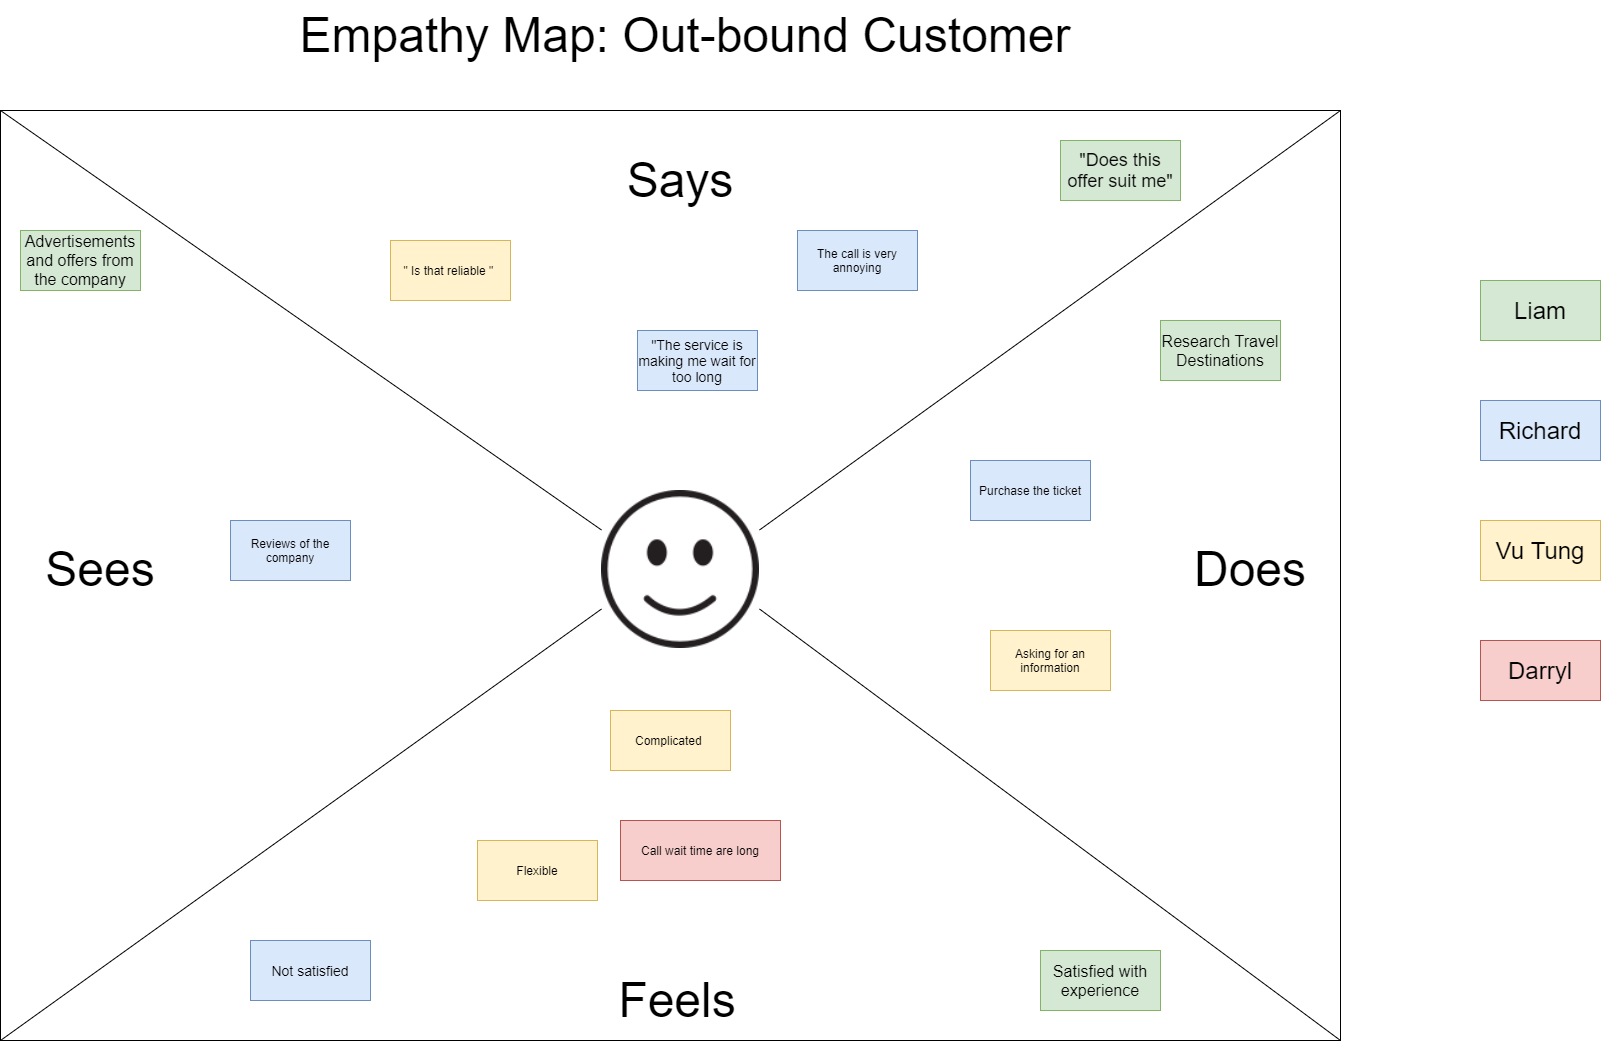 Empathy Map: Out-bound Customer
Says
"Does this
offer suit me"
Advertisements
and offers from
the company
" Is that reliable "
The call is very
annoying
"The service is
making me wait for
too long
Research Travel
Destinations
Liam
Richard
Vu Tung
Darryl
Purchase the ticket
Reviews of the
company
Sees
Does
Asking for an
information
Complicated
Call wait time are long
Flexible
Not satisfied
Satisfied with
experience
Feels